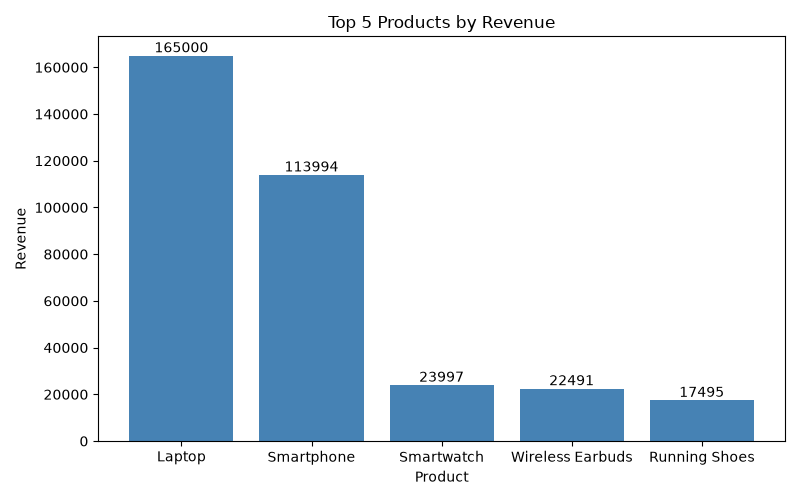 Top 5 Products by Revenue
165000
113994
23997
22491
17495
160000
140000
120000
100000
80000
60000
40000
20000
0
Revenue
Laptop
Smartphone
Smartwatch
Wireless Earbuds
Running Shoes
Product